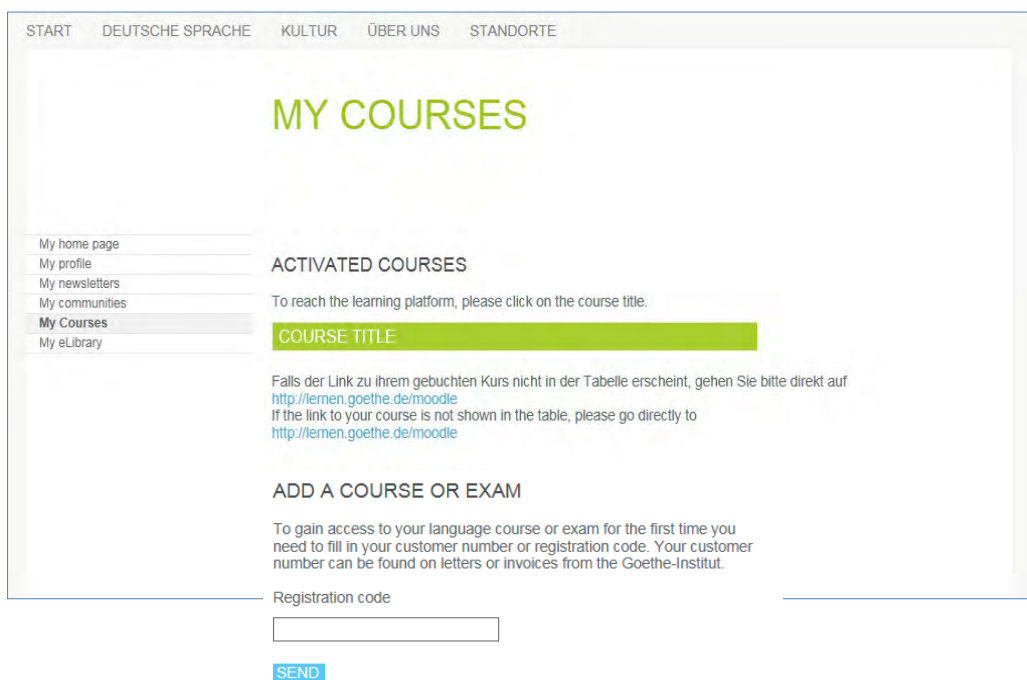 START DEUTSCHE SPRACHE KULTUR ÜBER UNS STANDORTE
MY COURSES
My home page
My profile
My newsletters
My communities
My Courses
My eLibrary
ACTIVATED COURSES
To reach the learning platform, please click on the course title.
COURSE TITLE
Falls der Link zu ihrem gebuchten Kurs nicht in der Tabelle erscheint, gehen Sie bitte direkt auf
http://lernen.goethe.de/moodle
If the link to your course is not shown in the table, please go directly to
http://lernen.goethe.de/moodle
ADD A COURSE OR EXAM
To gain access to your language course or exam for the first time you
need to fill in your customer number or registration code. Your customer
number can be found on letters or invoices from the Goethe-Institut.
Registration code
SEND